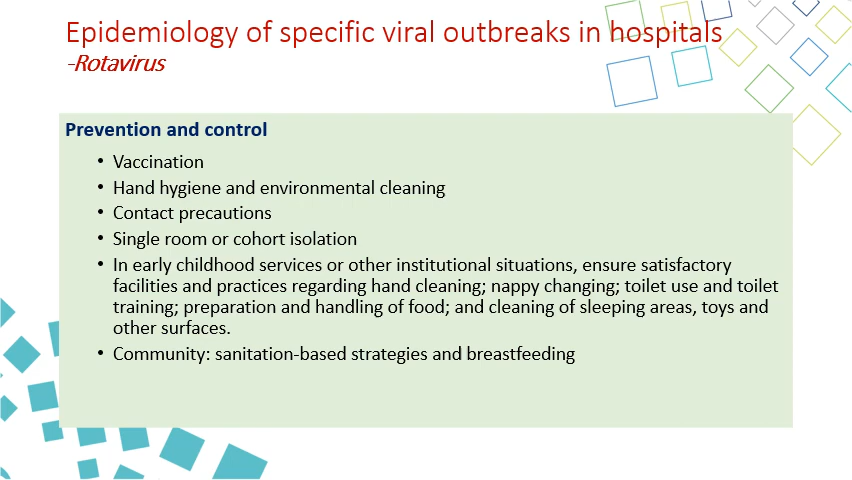 Epidemiology of specific viral outbreaks in hospitals
-Rotavirus
Prevention and control
• Vaccination
• Hand hygiene and environmental cleaning
• Contact precautions
• Single room or cohort isolation
• In early childhood services or other institutional situations, ensure satisfactory
facilities and practices regarding hand cleaning; nappy changing; toilet use and toilet
training; preparation and handling of food; and cleaning of sleeping areas, toys and
other surfaces.
• Community: sanitation-based strategies and breastfeeding